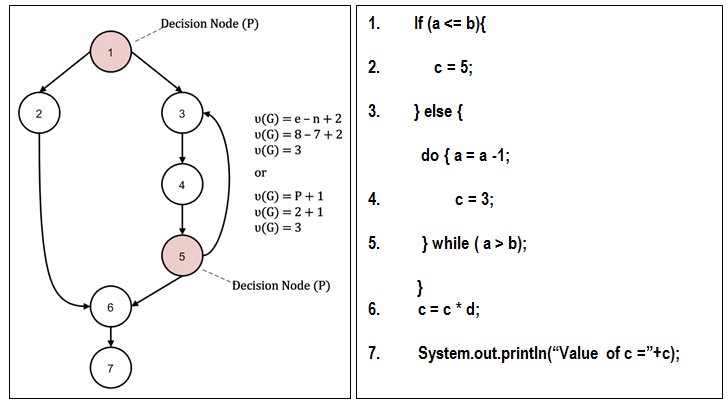 Decision Node (P)
1
2
3
υ(G) = e – n + 2
υ(G) = 8 – 7 + 2
υ(G) = 3
or
4
υ(G) = P + 1
υ(G) = 2 + 1
υ(G) = 3
5
Decision Node (P)
6
7
1. If (a <= b){
2. c = 5;
3. } else {
do { a = a -1;
4. c = 3;
5. } while ( a > b);
}
6. c = c * d;
7. System.out.println(“Value of c =”+c);